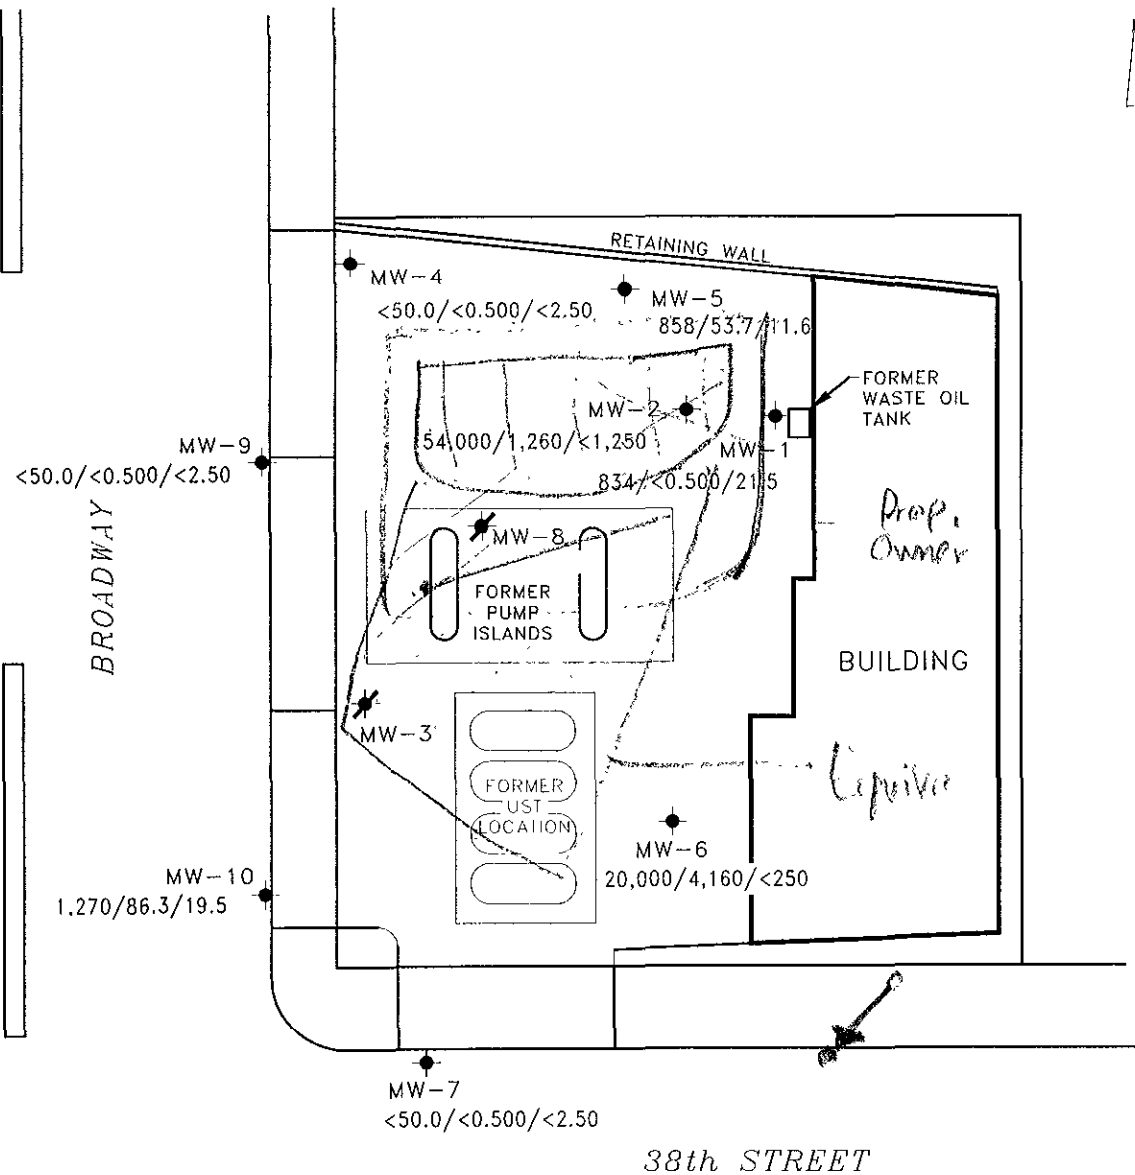 RETAINING WALL
MW-4
<50.0/<0.500/<2.50
MW-5
858/53.7/11.6
FORMER
WASTE OIL
TANK
MW-2
54,000/1,260/<1,250
MW-1
834/<0.500/21.5
MW-9
<50.0/<0.500/<2.50
BROADWAY
MW-8
FORMER
PUMP
ISLANDS
Prop.
Owner
BUILDING
MW-3
FORMER
UST
LOCATION
MW-6
20,000/4,160/<250
MW-10
1,270/86.3/19.5
MW-7
<50.0/<0.500/<2.50
38th STREET